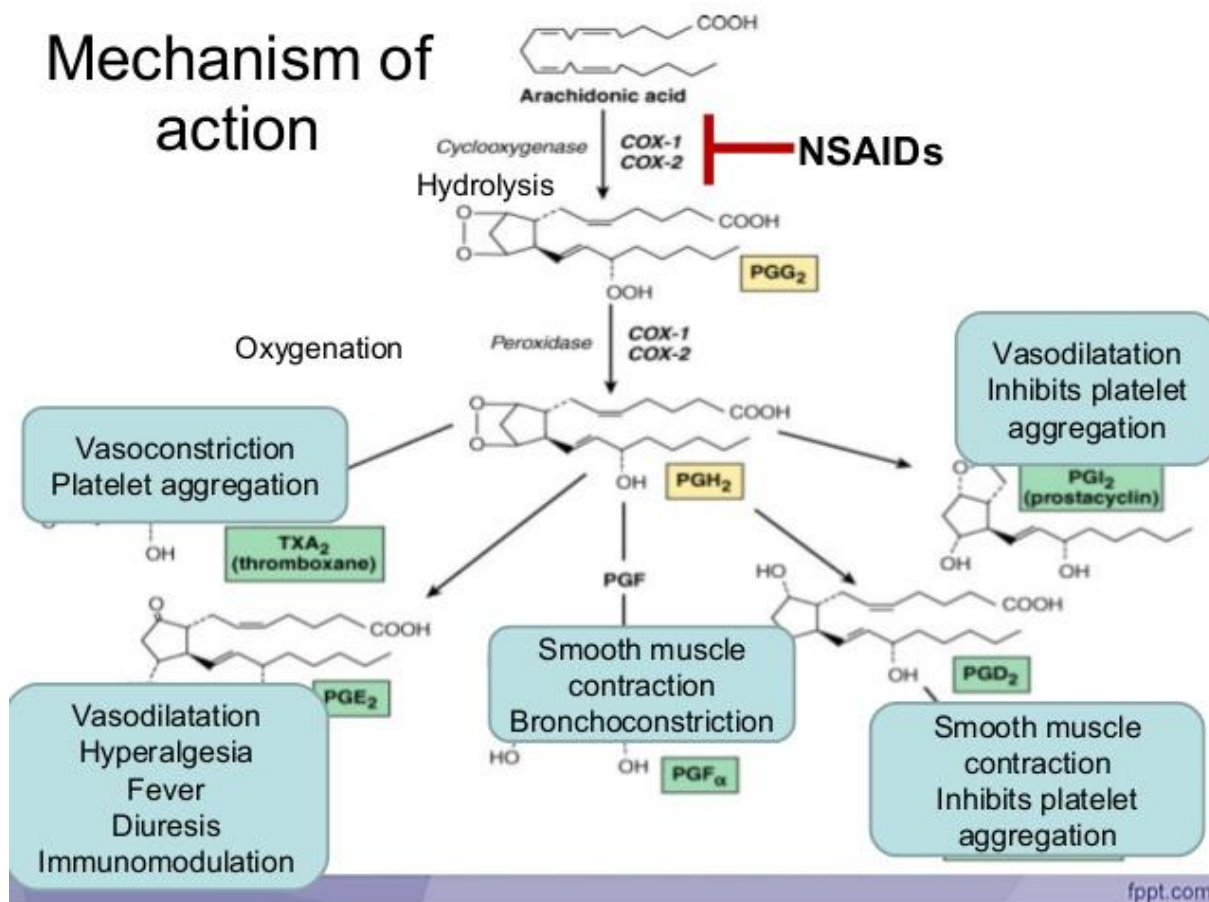 Mechanism of
action
COOH
Arachidonic acid
Cyclooxygenase
COX-1
COX-2
NSAIDs
Hydrolysis
O
O
COOH
PGG2
OOH
Oxygenation
Peroxidase
COX-1
COX-2
Vasodilatation
Inhibits platelet
aggregation
O
O
COOH
OH
PGH2
Vasoconstriction
Platelet aggregation
O
PGI2
(prostacyclin)
OH
OH
OH
TXA2
(thromboxane)
PGF
HO
COOH
OH
PGD2
O
COOH
PGE2
Smooth muscle
contraction
Bronchoconstriction
HO
OH
PGFα
Vasodilatation
Hyperalgesia
Fever
Diuresis
Immunomodulation
Smooth muscle
contraction
Inhibits platelet
aggregation
fppt.com